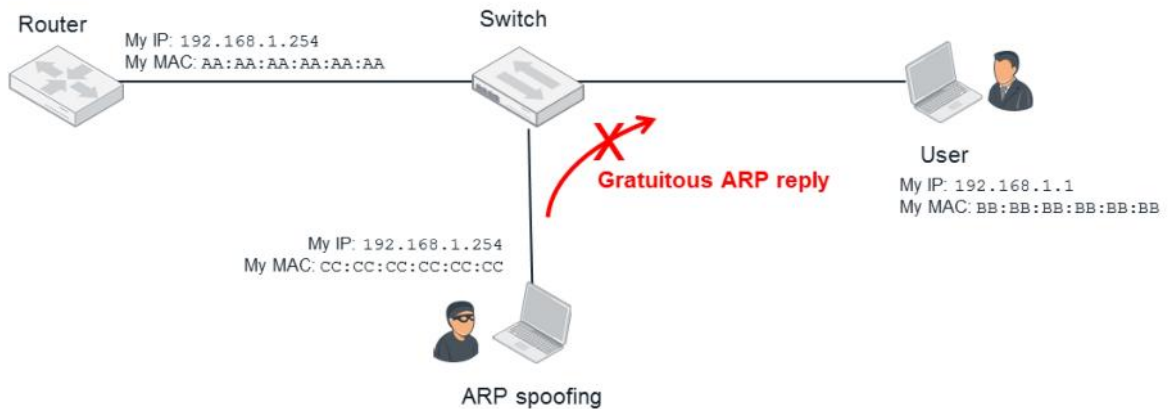 Router
My IP: 192.168.1.254
My MAC: AA:AA:AA:AA:AA:AA
Switch
X
Gratuitous ARP reply
User
My IP: 192.168.1.1
My MAC: BB:BB:BB:BB:BB:BB
My IP: 192.168.1.254
My MAC: CC:CC:CC:CC:CC:CC
ARP spoofing